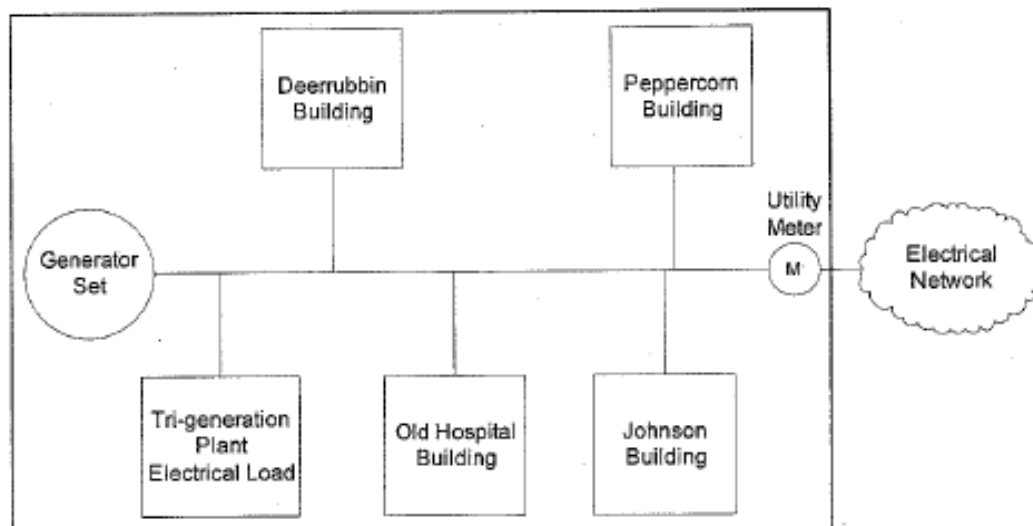 Deerrubbin
Building
Peppercorn
Building
Utility
Meter
Generator
Set
M
Electrical
Network
Tri-generation
Plant
Electrical Load
Old Hospital
Building
Johnson
Building